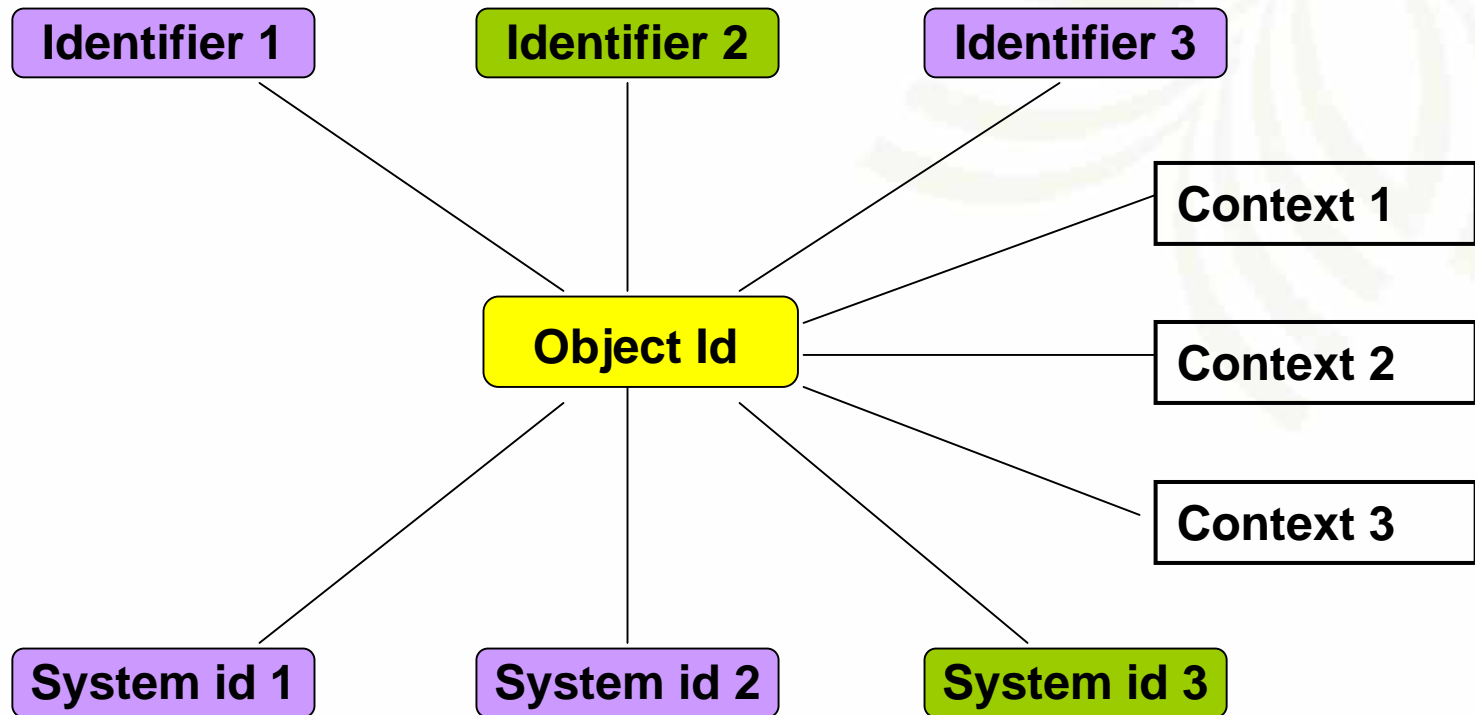 Identifier 1
Identifier 2
Identifier 3
Context 1
Object Id
Context 2
Context 3
System id 1
System id 2
System id 3